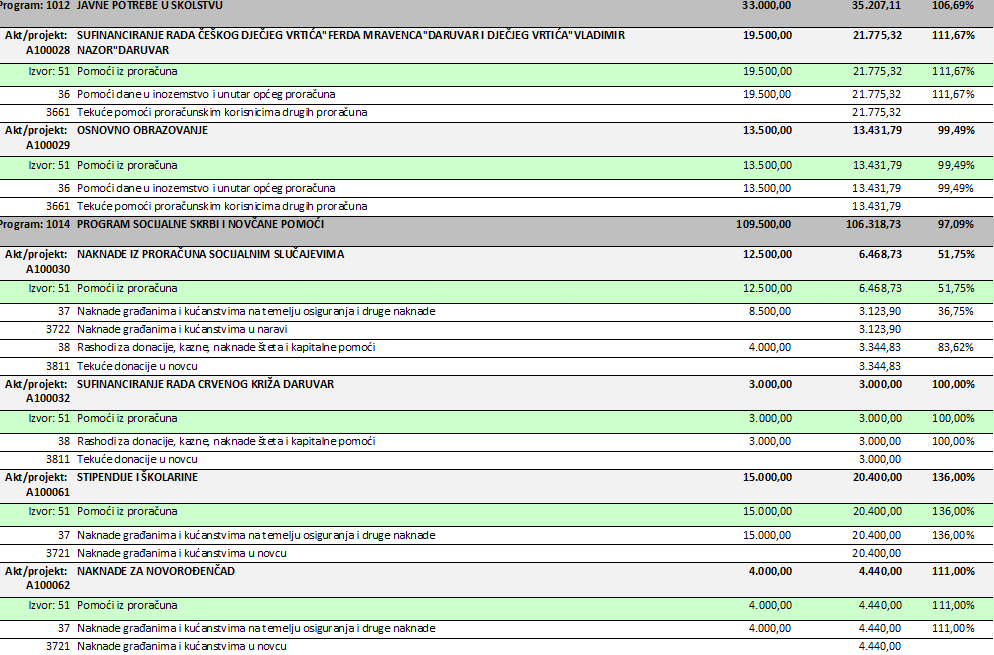 Program: 1012 JAVNE POTREBE U ŠKOLSTVU 33.000,00 35.207,11 106,69%
Akt/projekt: SUFINANCIRANJE RADA ČEŠKOG DJEČJEG VRTIĆA"FERDA MRAVENCA"DARUVAR I DJEČJEG VRTIĆA"VLADIMIR 19.500,00 21.775,32 111,67%
A100028 NAZOR"DARUVAR
Izvor: 51 Pomoći iz proračuna 19.500,00 21.775,32 111,67%
36 Pomoći dane u inozemstvo i unutar općeg proračuna 19.500,00 21.775,32 111,67%
3661 Tekuće pomoći proračunskim korisnicima drugih proračuna 21.775,32
Akt/projekt: OSNOVNO OBRAZOVANJE 13.500,00 13.431,79 99,49%
A100029
Izvor: 51 Pomoći iz proračuna 13.500,00 13.431,79 99,49%
36 Pomoći dane u inozemstvo i unutar općeg proračuna 13.500,00 13.431,79 99,49%
3661 Tekuće pomoći proračunskim korisnicima drugih proračuna 13.431,79
Program: 1014 PROGRAM SOCIJALNE SKRBI I NOVČANE POMOĆI 109.500,00 106.318,73 97,09%
Akt/projekt: NAKNADE IZ PRORAČUNA SOCIJALNIM SLUČAJEVIMA 12.500,00 6.468,73 51,75%
A100030
Izvor: 51 Pomoći iz proračuna 12.500,00 6.468,73 51,75%
37 Naknade građanima i kućanstvima na temelju osiguranja i druge naknade 8.500,00 3.123,90 36,75%
3722 Naknade građanima i kućanstvima u naravi 3.123,90
38 Rashodi za donacije, kazne, naknade šteta i kapitalne pomoći 4.000,00 3.344,83 83,62%
3811 Tekuće donacije u novcu 3.344,83
Akt/projekt: SUFINANCIRANJE RADA CRVENOG KRIŽA DARUVAR 3.000,00 3.000,00 100,00%
A100032
Izvor: 51 Pomoći iz proračuna 3.000,00 3.000,00 100,00%
38 Rashodi za donacije, kazne, naknade šteta i kapitalne pomoći 3.000,00 3.000,00 100,00%
3811 Tekuće donacije u novcu 3.000,00
Akt/projekt: STIPENDIJE I ŠKOLARINE 15.000,00 20.400,00 136,00%
A100061
Izvor: 51 Pomoći iz proračuna 15.000,00 20.400,00 136,00%
37 Naknade građanima i kućanstvima na temelju osiguranja i druge naknade 15.000,00 20.400,00 136,00%
3721 Naknade građanima i kućanstvima u novcu 20.400,00
Akt/projekt: NAKNADE ZA NOVOROĐENČAD 4.000,00 4.440,00 111,00%
A100062
Izvor: 51 Pomoći iz proračuna 4.000,00 4.440,00 111,00%
37 Naknade građanima i kućanstvima na temelju osiguranja i druge naknade 4.000,00 4.440,00 111,00%
3721 Naknade građanima i kućanstvima u novcu 4.440,00